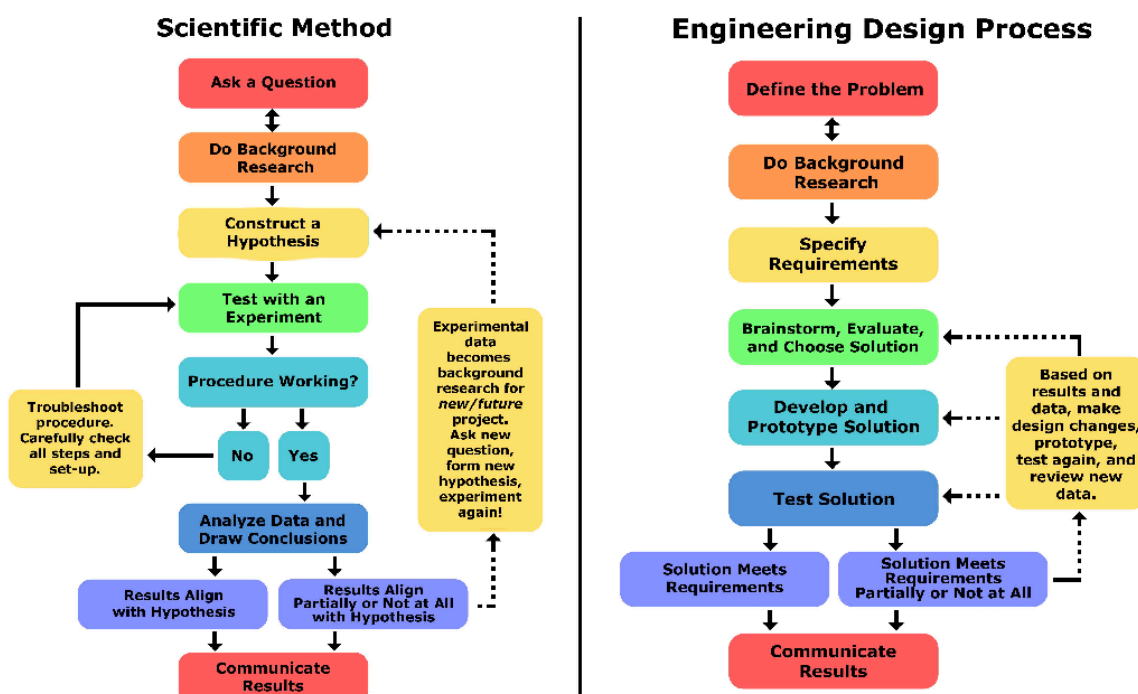 Scientific Method
Ask a Question
Do Background
Research
Construct a
Hypothesis
Test with an
Experiment
Procedure Working?
No
Yes
Troubleshoot
procedure.
Carefully check
all steps and
set-up.
Experimental
data
becomes
background
research for
new/future
project.
Ask new
question,
form new
hypothesis,
experiment
again!
Analyze Data and
Draw Conclusions
Results Align
with Hypothesis
Results Align
Partially or Not at All
with Hypothesis
Communicate
Results
Engineering Design Process
Define the Problem
Do Background
Research
Specify
Requirements
Brainstorm, Evaluate,
and Choose Solution
Develop and
Prototype Solution
Test Solution
Based on
results and
data, make
design changes,
prototype,
test again, and
review new
data.
Solution Meets
Requirements
Solution Meets
Requirements
Partially or Not at All
Communicate
Results